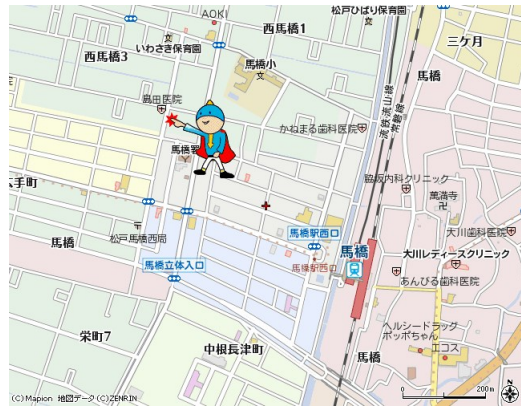 AOKI
西馬橋1
松戸ひばり保育園
三ケ月
いわさき保育園
西馬橋3
馬橋小
馬橋
島田医院
かねまる歯科医院
流鉄流山線
常磐線
馬橋
脇坂内科クリニック
萬満寺
大川歯科医院
馬橋駅西口
馬橋
松戸馬橋西局
馬橋
大川レディースクリニック
馬橋駅西口
馬橋立体入口
あんびる歯科医院
栄町7
ヘルシードラッグ
ポッポちゃん
エコス
中根長津町
馬橋
0
200m
(C)Mapion 地図データ(C)ZENRIN